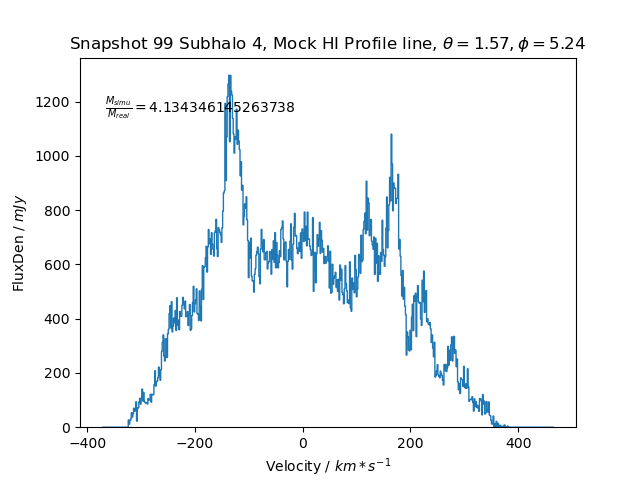 Snapshot 99 Subhalo 4, Mock HI Profile line, θ = 1.57, ϕ = 5.24
M_simu/M_real = 4.134346145263738
FluxDen / mJy
1200
1000
800
600
400
200
0
−400 −200 0 200 400
Velocity / km * s⁻¹